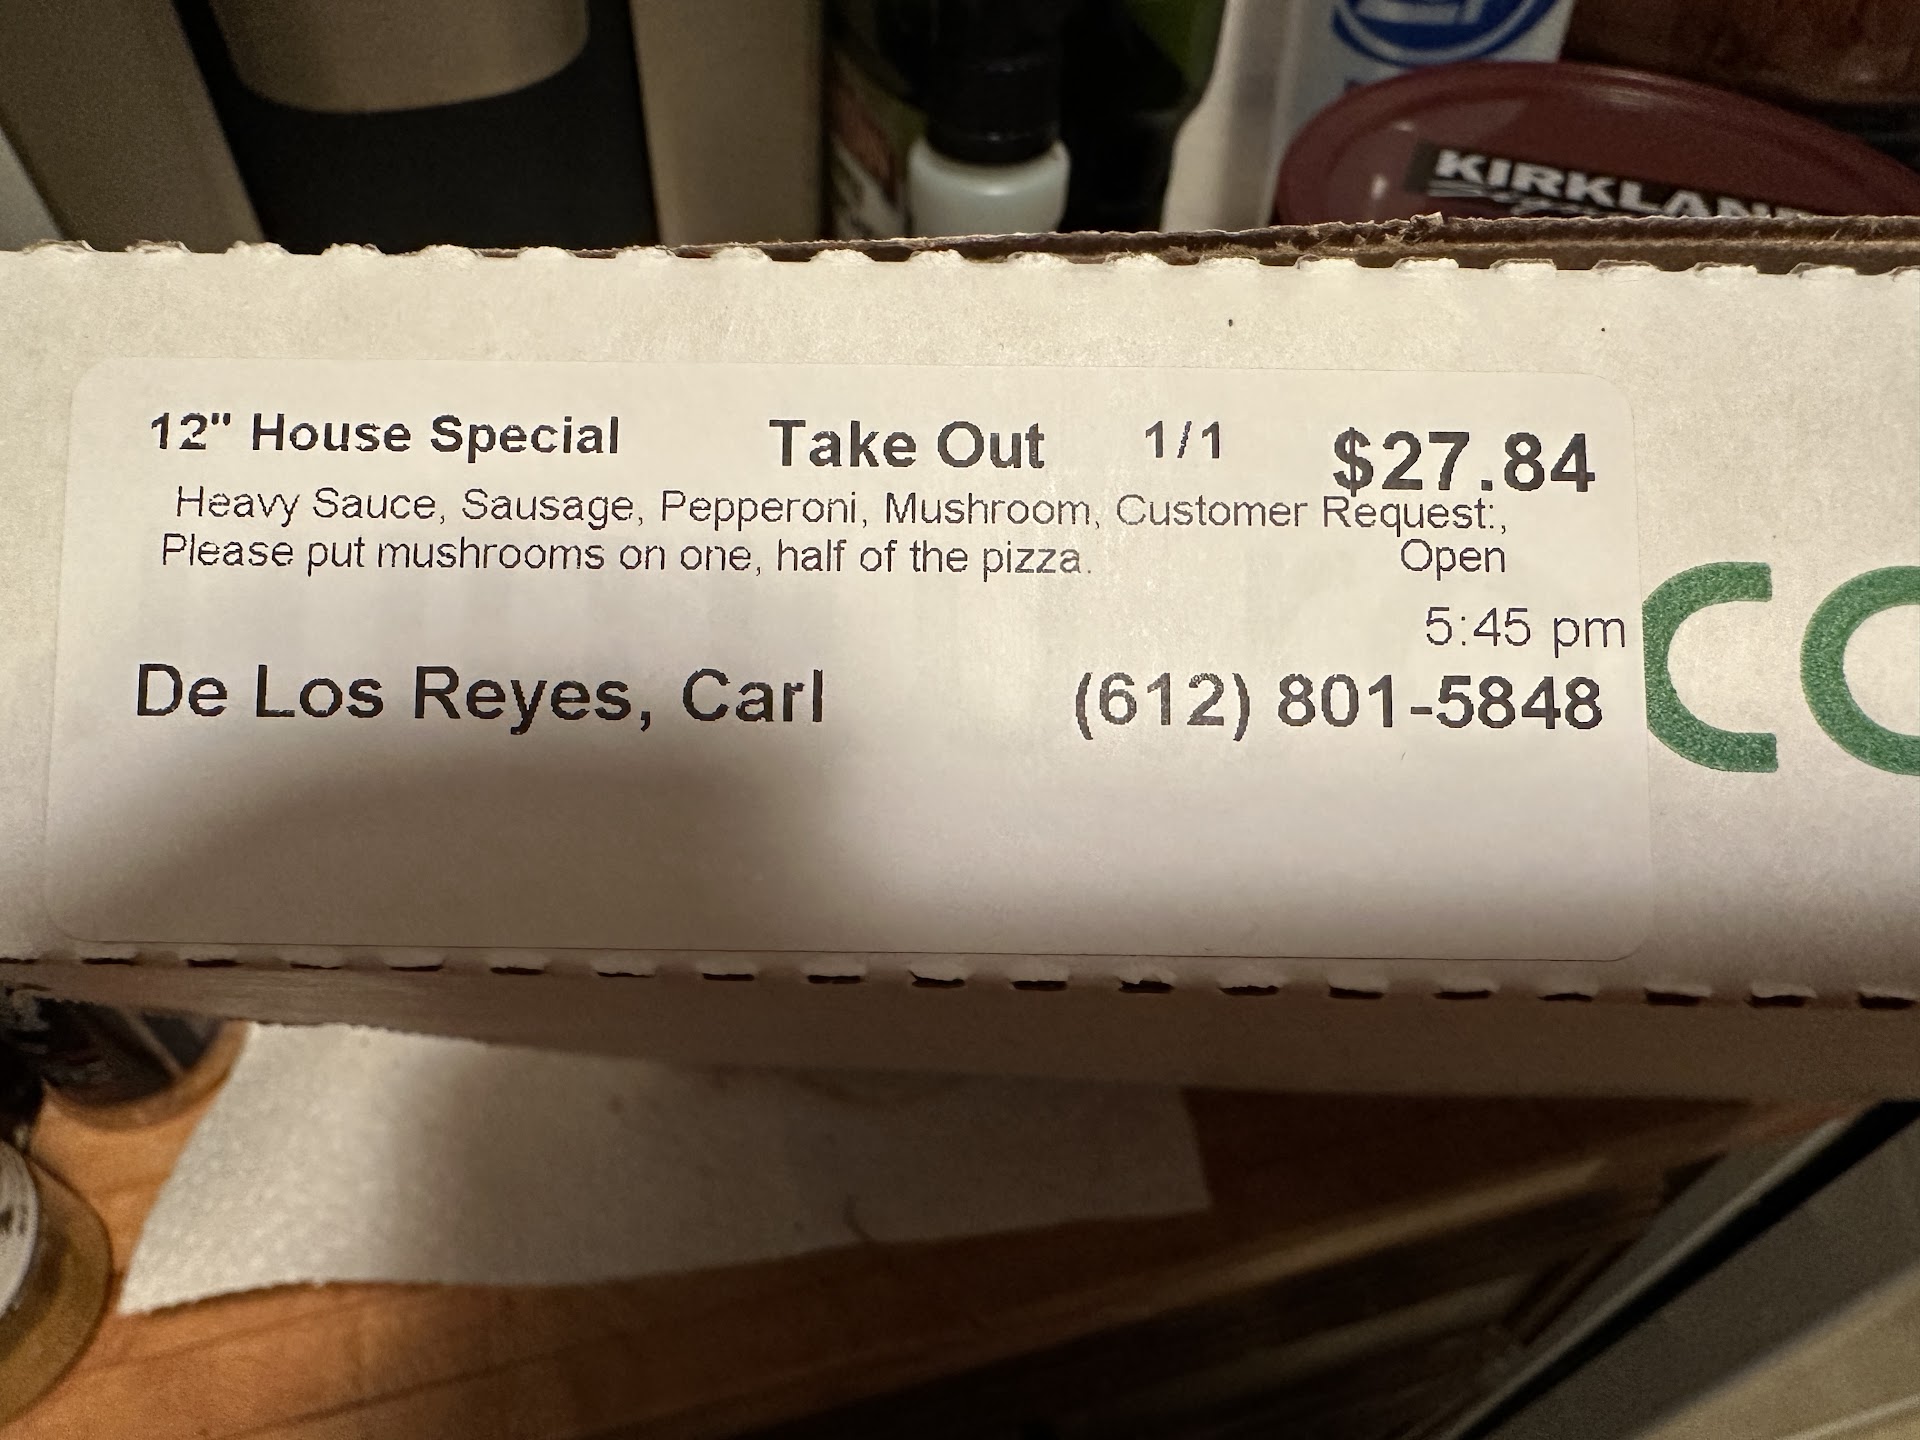 KIRKLAND
12" House Special Take Out 1/1 $27.84
Heavy Sauce, Sausage, Pepperoni, Mushroom, Customer Request:,
Please put mushrooms on one, half of the pizza. Open
5:45 pm
De Los Reyes, Carl (612) 801-5848
CO